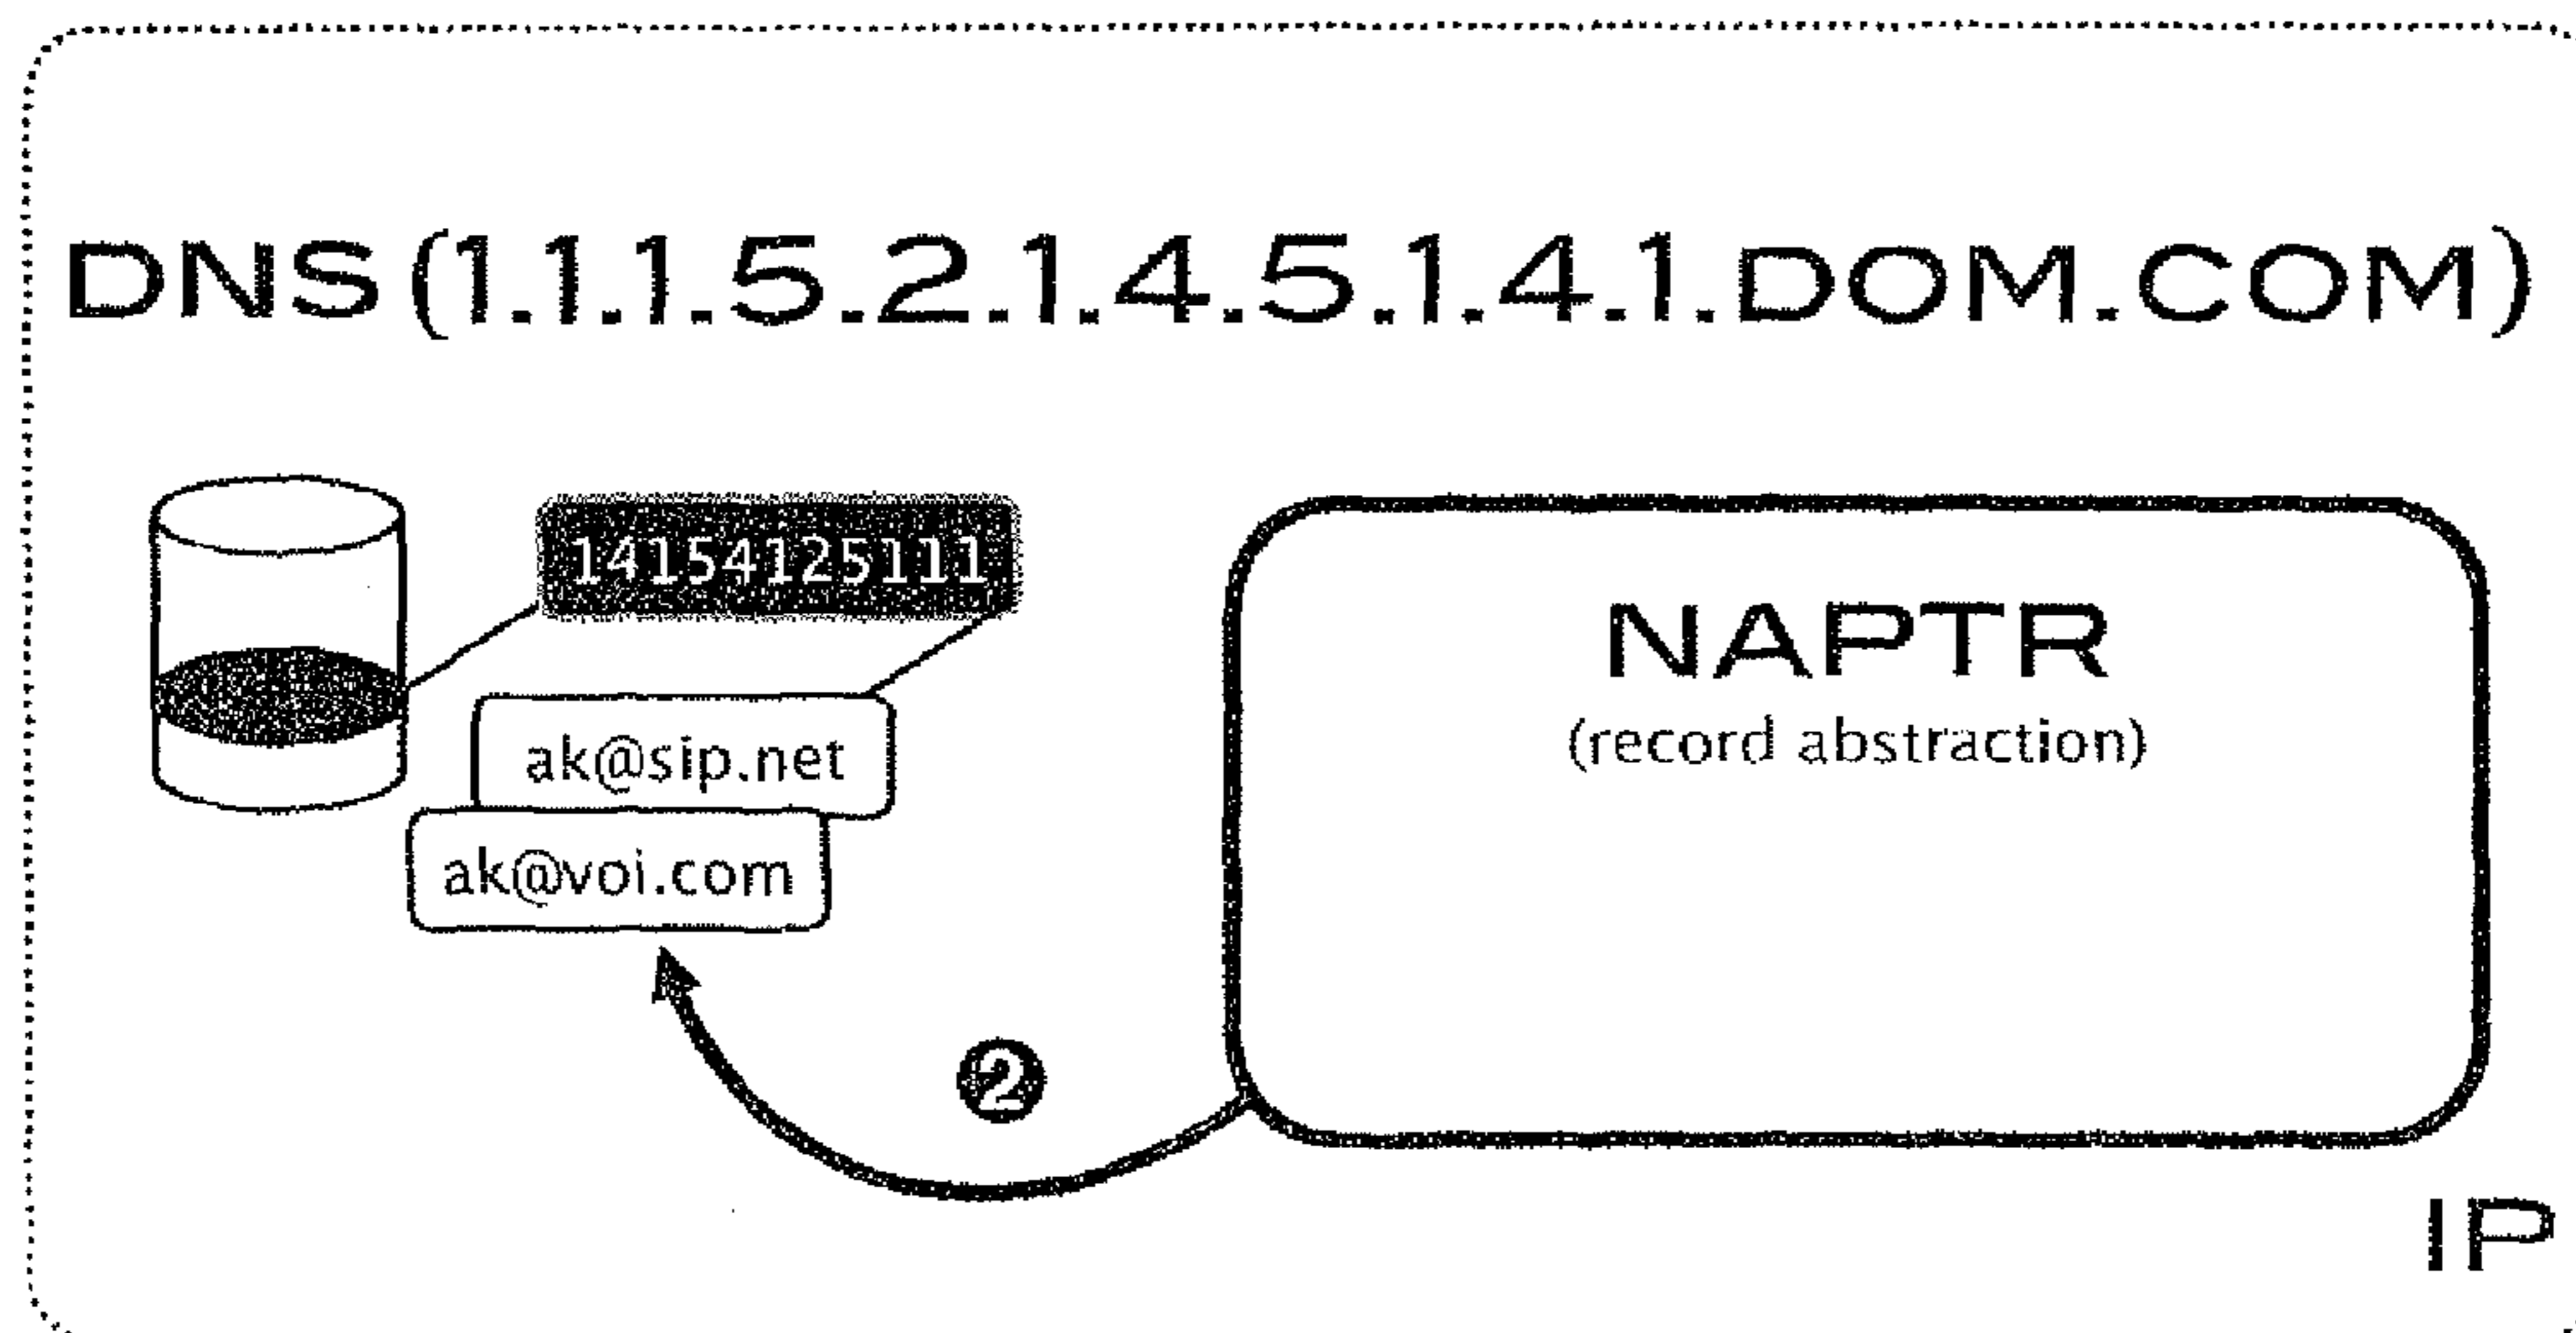 DNS(1.1.1.5.2.1.4.5.1.4.1.DOM.COM)
14154125111
NAPTR
(record abstraction)
ak@sip.net
ak@voi.com
2
IP